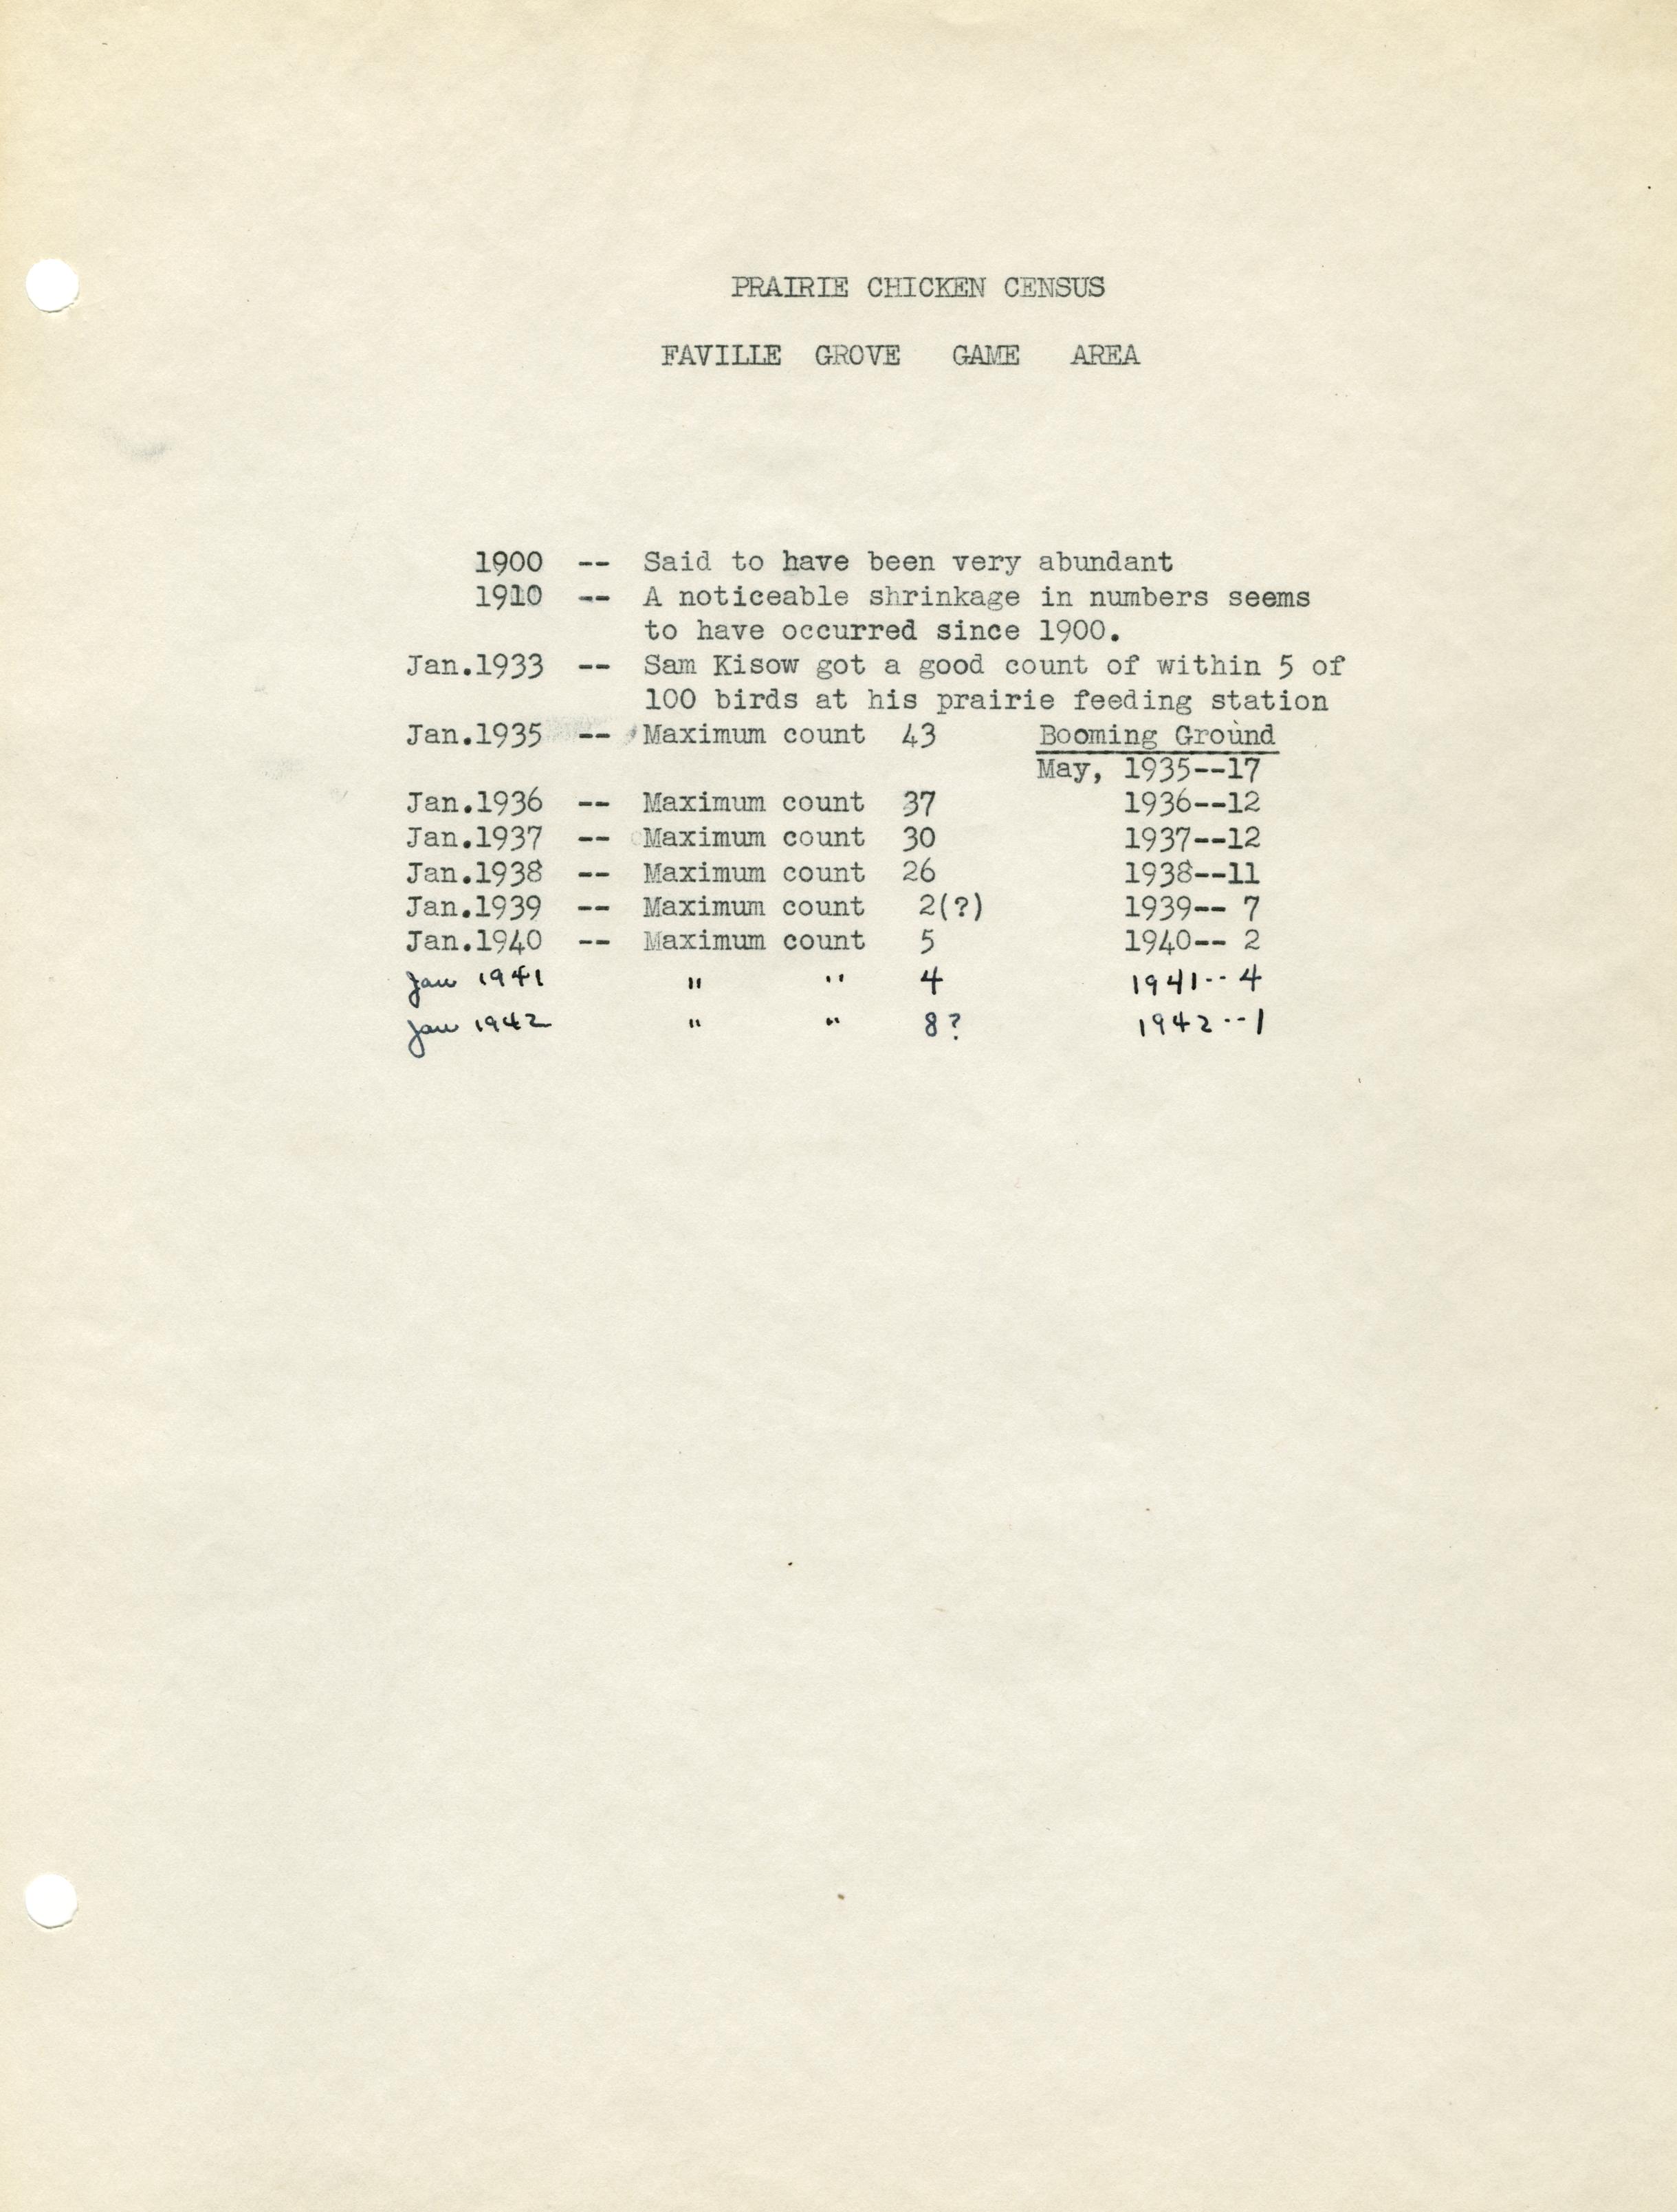 PRAIRIE CHICKEN CENSUS
FAVILLE GROVE GAME AREA
1900 -- Said to have been very abundant
1910 -- A noticeable shrinkage in numbers seems
to have occurred since 1900.
Jan.1933 -- Sam Kisow got a good count of within 5 of
100 birds at his prairie feeding station
Jan.1935 -- Maximum count 43 Booming Ground
May, 1935--17
Jan.1936 -- Maximum count 37 1936--12
Jan.1937 -- Maximum count 30 1937--12
Jan.1938 -- Maximum count 26 1938--11
Jan.1939 -- Maximum count 2(?) 1939-- 7
Jan.1940 -- Maximum count 5 1940-- 2
Jan 1941 " " 4 1941--4
Jan 1942 " " 8? 1942--1